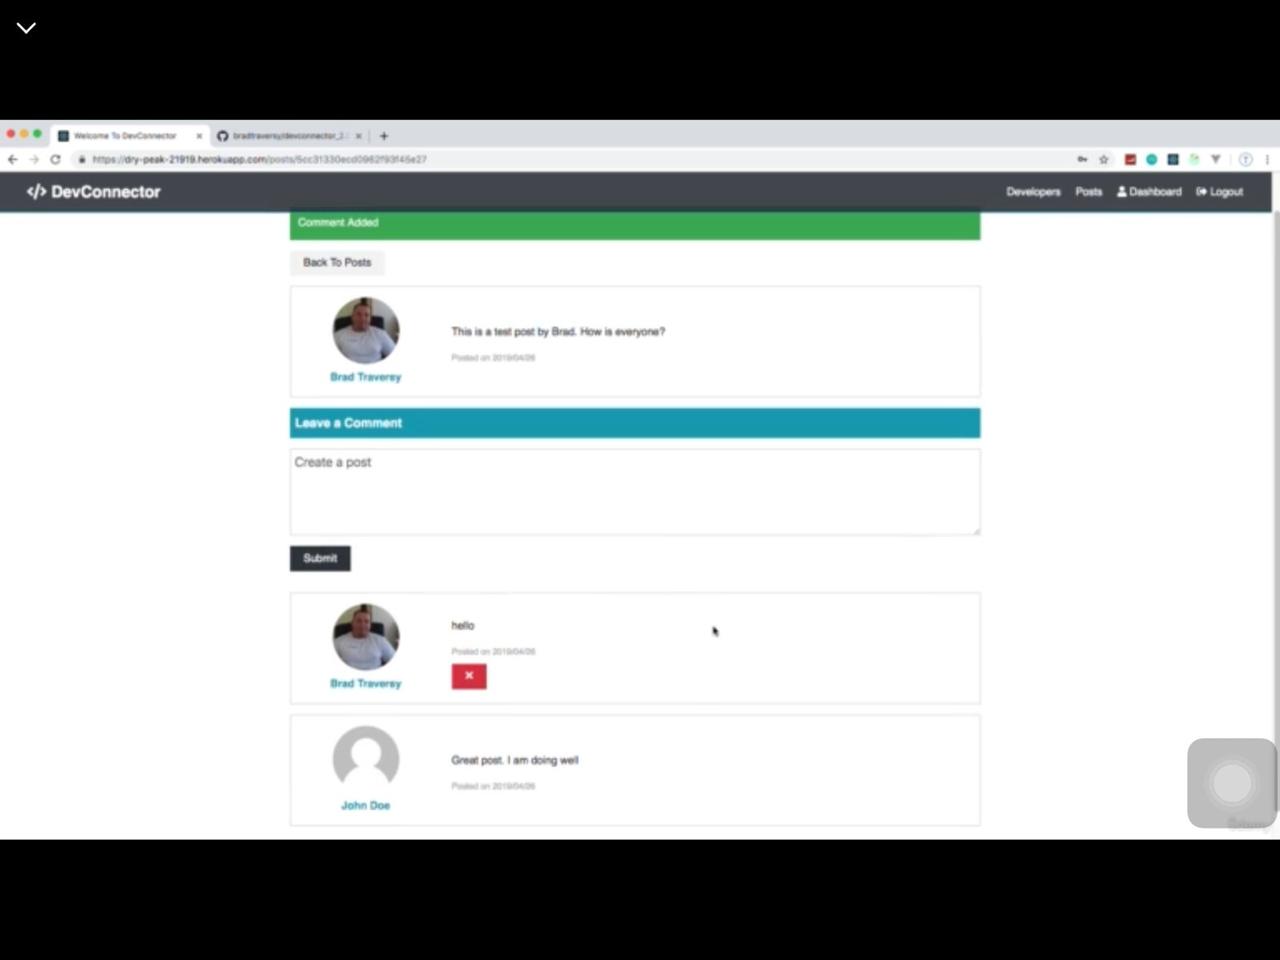 Welcome To DevConnector
bradtraversy/devconnector_2.
https://dry-peak-21919.herokuapp.com/posts/5cc31330ecd0962f93f45e27
</> DevConnector
Developers Posts Dashboard Logout
Comment Added
Back To Posts
This is a test post by Brad. How is everyone?
Posted on 2019/04/26
Brad Traversy
Leave a Comment
Create a post
Submit
hello
Posted on 2019/04/26
Brad Traversy
Great post. I am doing well
Posted on 2019/04/26
John Doe
Udemy